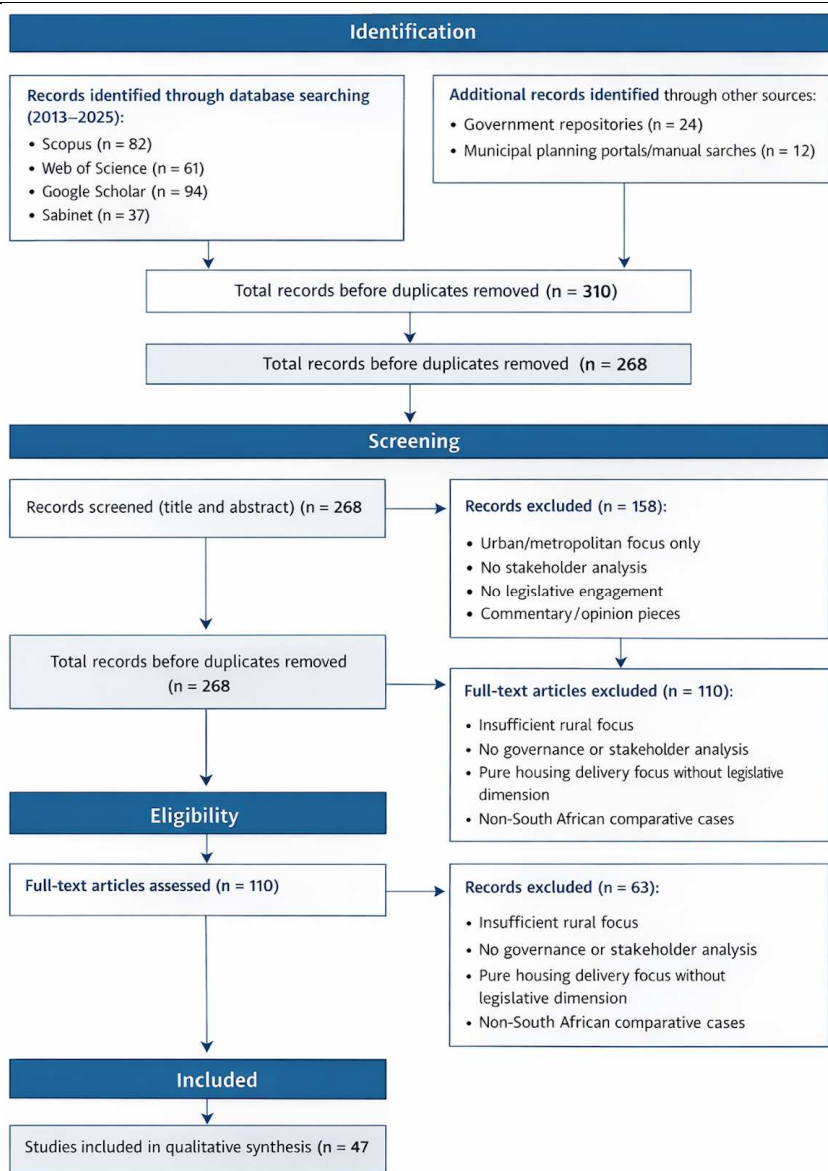 Identification
Records identified through database searching
(2013–2025):
• Scopus (n = 82)
• Web of Science (n = 61)
• Google Scholar (n = 94)
• Sabinet (n = 37)
Additional records identified through other sources:
• Government repositories (n = 24)
• Municipal planning portals/manual sarches (n = 12)
Total records before duplicates removed (n = 310)
Total records before duplicates removed (n = 268
Screening
Records screened (title and abstract) (n = 268
Records excluded (n = 158):
• Urban/metropolitan focus only
• No stakeholder analysis
• No legislative engagement
• Commentary/opinion pieces
Total records before duplicates removed
(n = 268
Full-text articles excluded (n = 110):
• Insufficient rural focus
• No governance or stakeholder analysis
• Pure housing delivery focus without legislative
dimension
• Non-South African comparative cases
Eligibility
Full-text articles assessed (n = 110)
Records excluded (n = 63):
• Insufficient rural focus
• No governance or stakeholder analysis
• Pure housing delivery focus without
legislative dimension
• Non-South African comparative cases
Included
Studies included in qualitative synthesis (n = 47